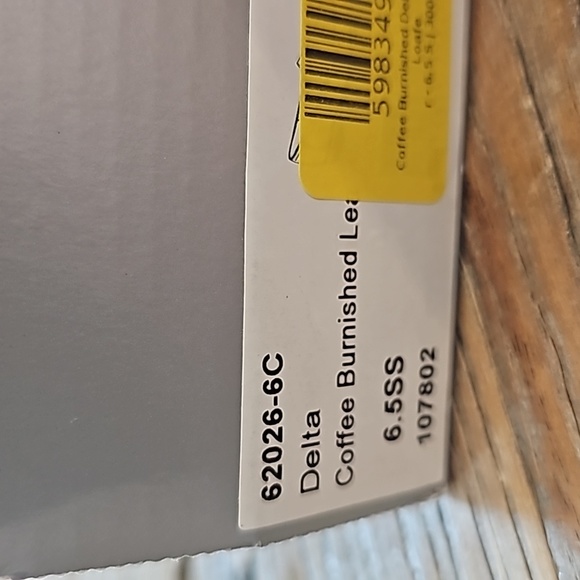 62026-6C
Delta
Coffee Burnished Lea
6.5SS
107802
598349
Coffee Burnished De
Loafe